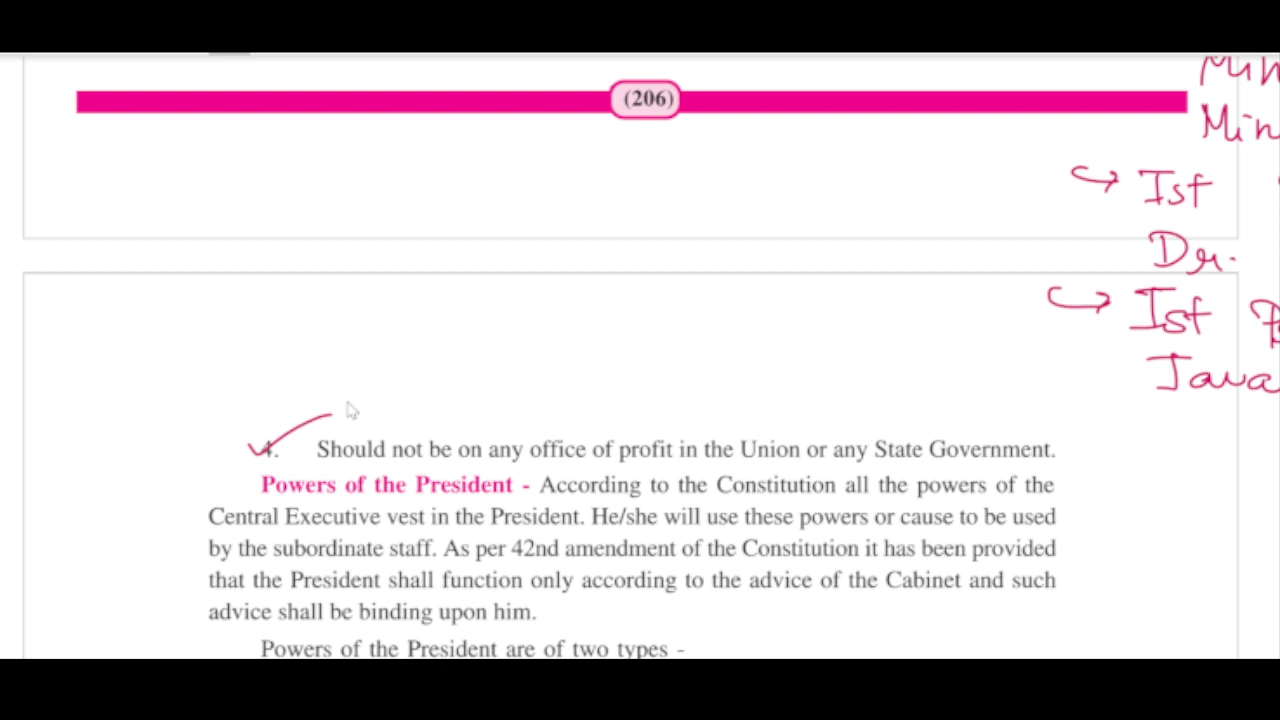 (206)
Min
Ist
Dr.
Ist
Java
4. Should not be on any office of profit in the Union or any State Government.
Powers of the President - According to the Constitution all the powers of the
Central Executive vest in the President. He/she will use these powers or cause to be used
by the subordinate staff. As per 42nd amendment of the Constitution it has been provided
that the President shall function only according to the advice of the Cabinet and such
advice shall be binding upon him.
Powers of the President are of two types -